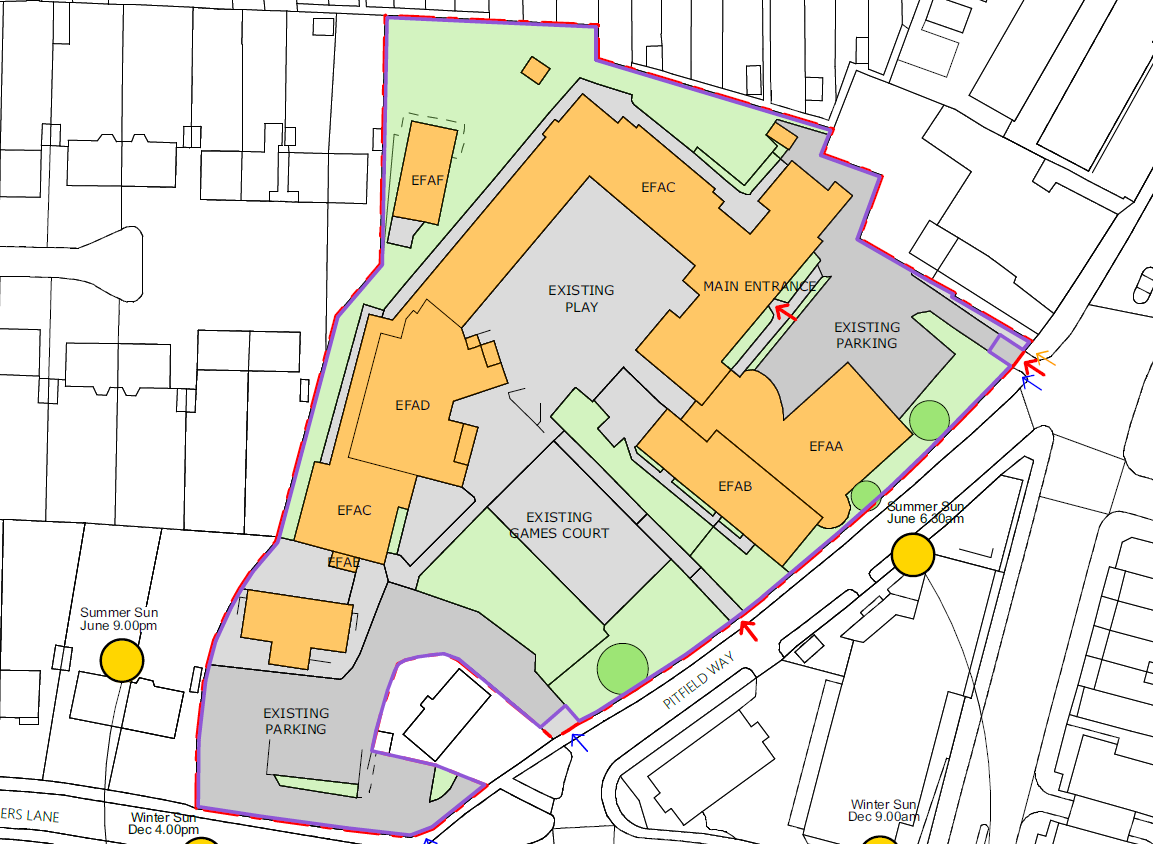 EFAC
EFAF
MAIN ENTRANCE
EXISTING
PLAY
EXISTING
PARKING
EFAD
EFAA
EFAB
EFAC
EXISTING
GAMES COURT
Summer Sun
June 6.30am
EFAE
Summer Sun
June 9.00pm
PITFIELD WAY
EXISTING
PARKING
ERS LANE
Winter Sun
Dec 4.00pm
Winter Sun
Dec 9.00am